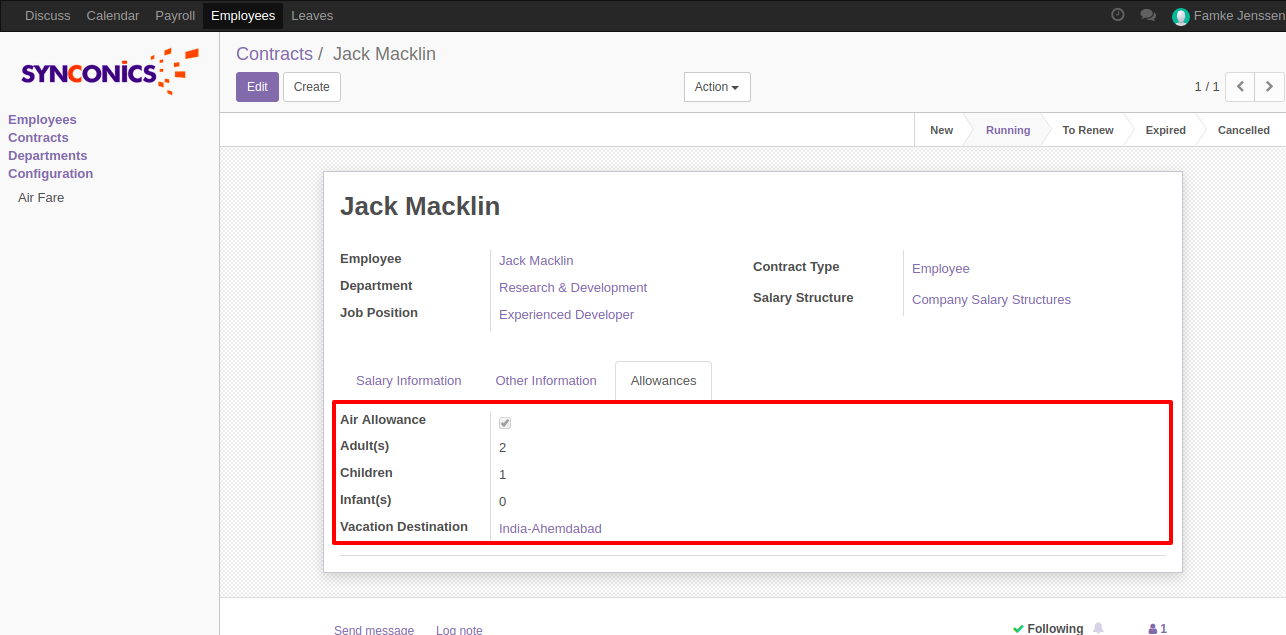 Discuss Calendar Payroll Employees Leaves Famke Jenssen
SYNCONICS
Employees
Contracts
Departments
Configuration
Air Fare
Contracts / Jack Macklin
Edit Create Action 1 / 1
New Running To Renew Expired Cancelled
Jack Macklin
Employee Jack Macklin
Department Research & Development
Job Position Experienced Developer
Contract Type Employee
Salary Structure Company Salary Structures
Salary Information Other Information Allowances
Air Allowance
Adult(s) 2
Children 1
Infant(s) 0
Vacation Destination India-Ahemdabad
Send message Log note Following 1